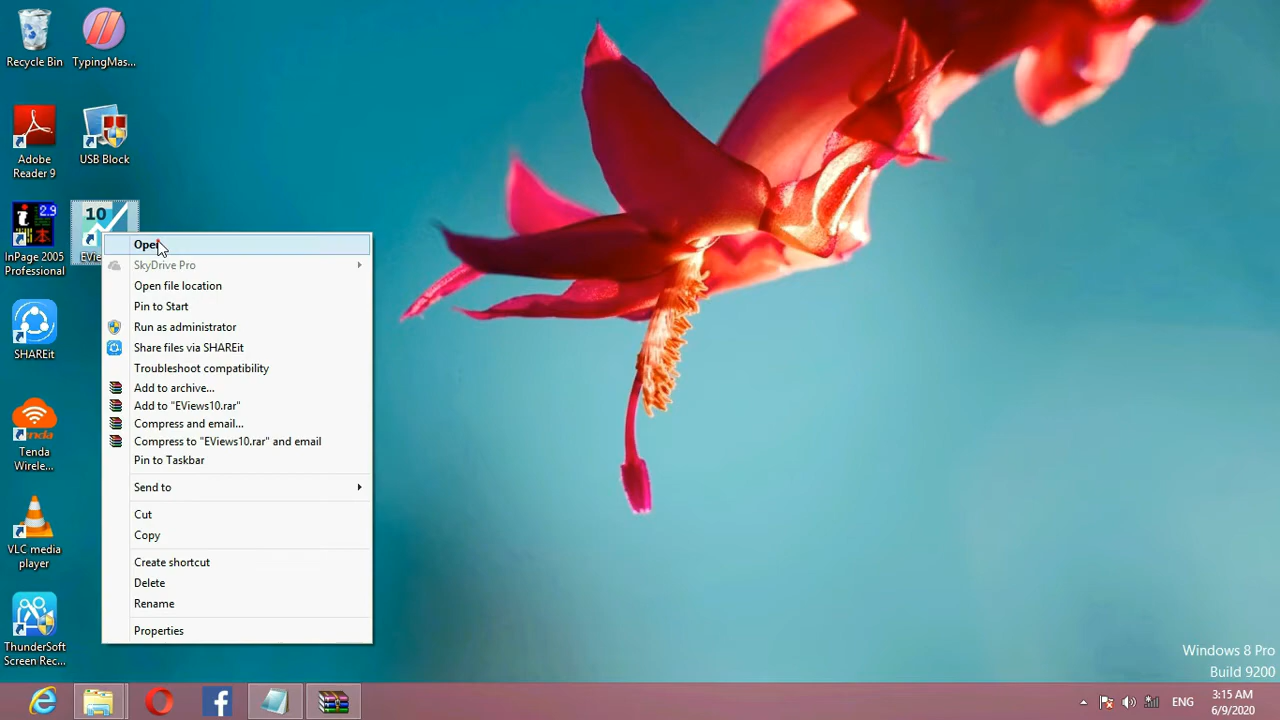 Recycle Bin
TypingMas...
Adobe
Reader 9
USB Block
2.9
InPage 2005
Professional
10
SHAREit
Tenda
Wirele...
VLC media
player
ThunderSoft
Screen Rec...
Open
SkyDrive Pro
Open file location
Pin to Start
Run as administrator
Share files via SHAREit
Troubleshoot compatibility
Add to archive...
Add to "EViews10.rar"
Compress and email...
Compress to "EViews10.rar" and email
Pin to Taskbar
Send to
Cut
Copy
Create shortcut
Delete
Rename
Properties
Windows 8 Pro
Build 9200
ENG
3:15 AM
6/9/2020